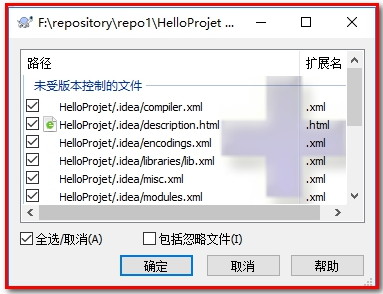 F:\repository\repo1\HelloProjet ...
路径 扩展名
未受版本控制的文件
HelloProjet/.idea/compiler.xml .xml
HelloProjet/.idea/description.html .html
HelloProjet/.idea/encodings.xml .xml
HelloProjet/.idea/libraries/lib.xml .xml
HelloProjet/.idea/misc.xml .xml
HelloProjet/.idea/modules.xml .xml
全选/取消(A) 包括忽略文件(I)
确定 取消 帮助